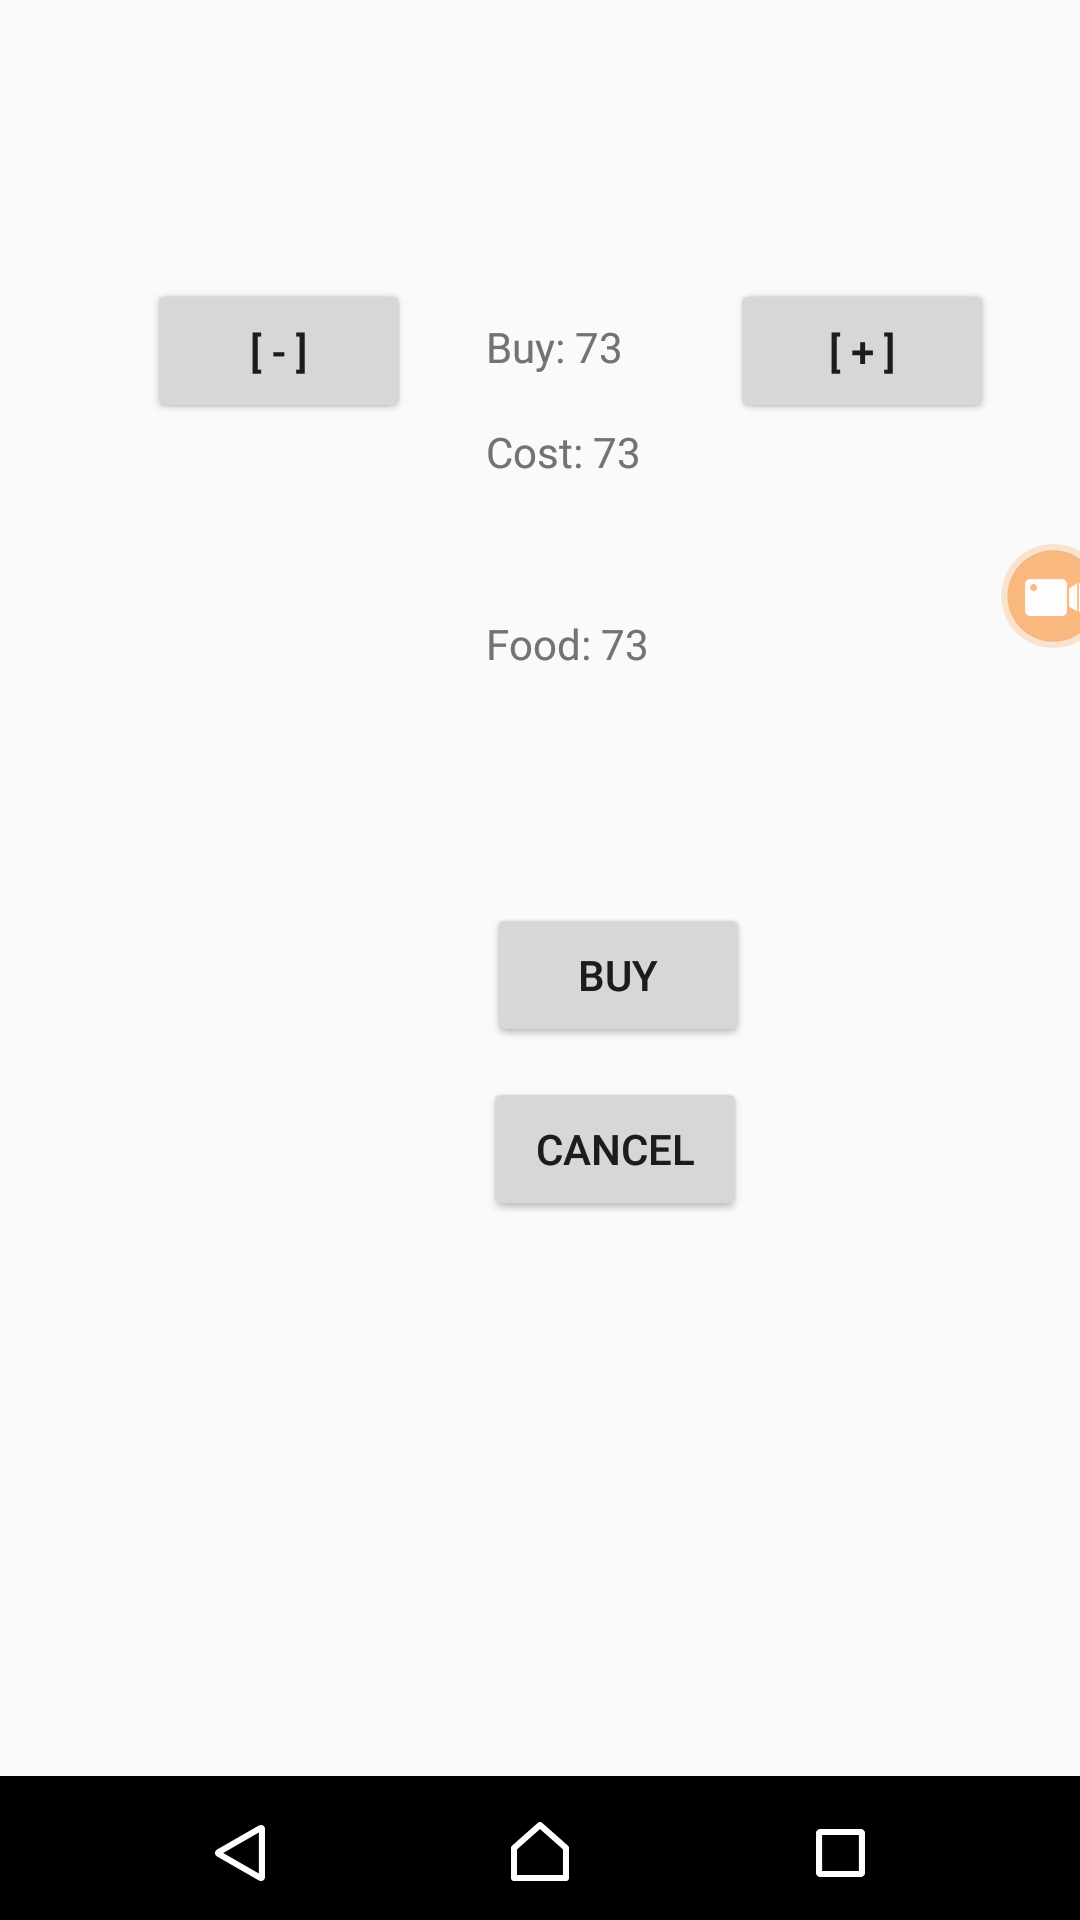 [ - ] Buy: 73 [ + ]
Cost: 73
Food: 73
BUY
CANCEL